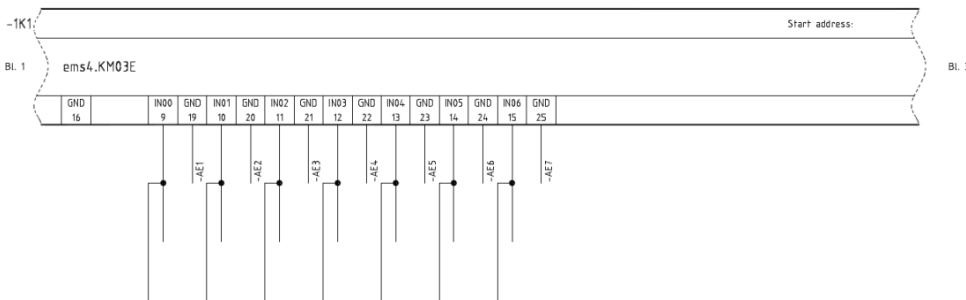 -1K1
Start address:
Bl. 1
ems4.KM03E
Bl.
GND IN00 GND IN01 GND IN02 GND IN03 GND IN04 GND IN05 GND IN06 GND
16 9 19 10 20 11 21 12 22 13 23 14 24 15 25
-AE1 -AE2 -AE3 -AE4 -AE5 -AE6 -AE7